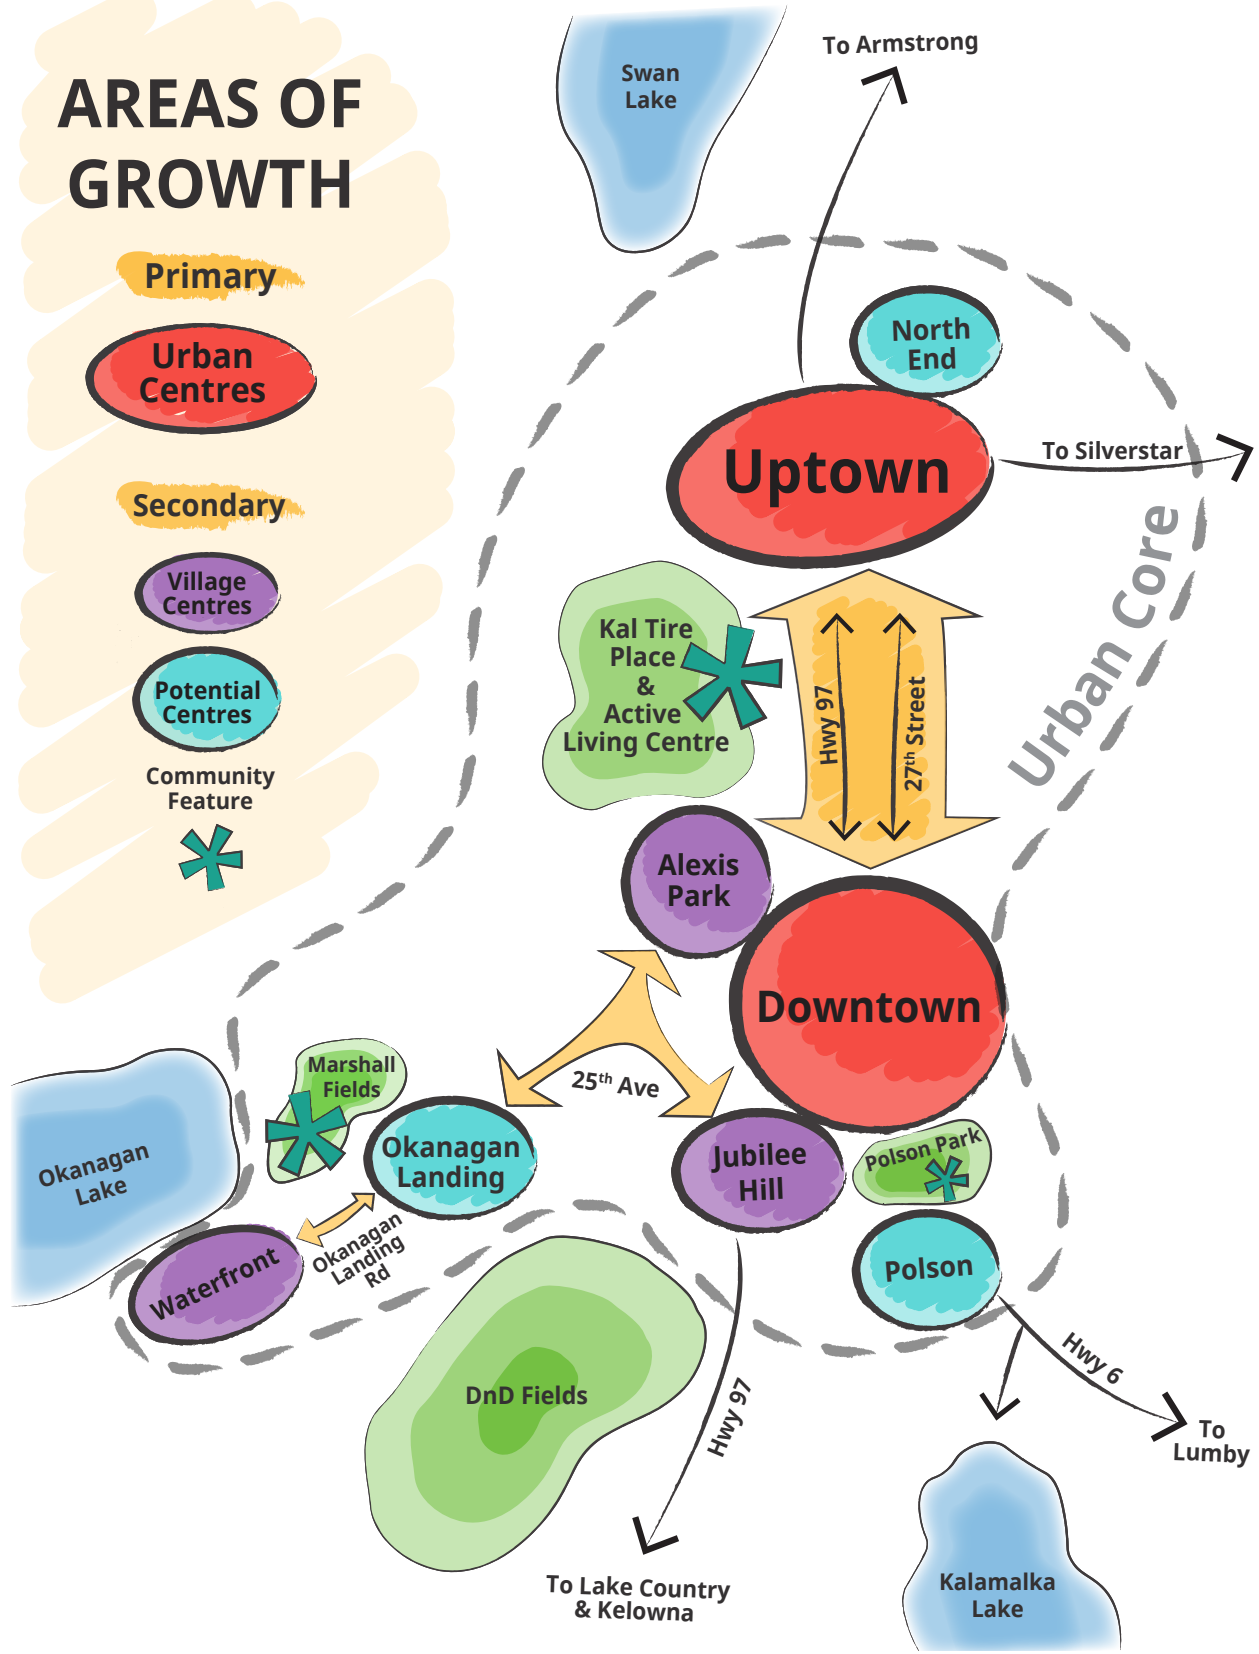 AREAS OF
GROWTH
Primary
Urban
Centres
Secondary
Village
Centres
Potential
Centres
Community
Feature
Swan
Lake
To Armstrong
North
End
Uptown
To Silverstar
Urban Core
Kal Tire
Place
&
Active
Living Centre
Hwy 97
27th Street
Alexis
Park
Downtown
25th Ave
Marshall
Fields
Okanagan
Landing
Okanagan
Lake
Waterfront
Okanagan
Landing
Rd
Jubilee
Hill
Polson Park
Polson
DnD Fields
Hwy 97
Hwy 6
To
Lumby
To Lake Country
& Kelowna
Kalamalka
Lake